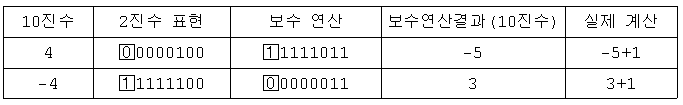 10진수 2진수 표현 보수 연산 보수연산결과(10진수) 실제 계산
4 00000100 11111011 -5 -5+1
-4 11111100 00000011 3 3+1